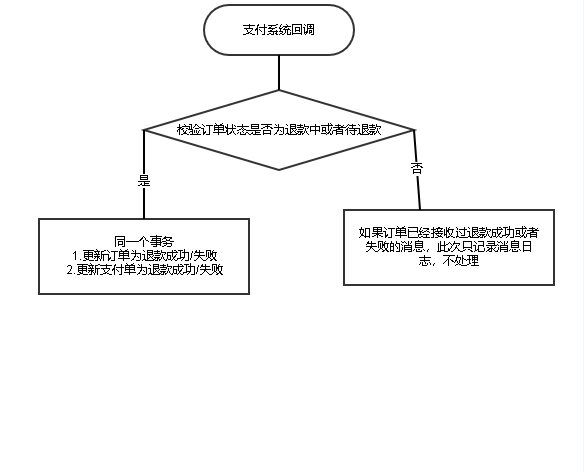 支付系统回调
校验订单状态是否为退款中或者待退款
是
否
同一个事务
1.更新订单为退款成功/失败
2.更新支付单为退款成功/失败
如果订单已经接收过退款成功或者
失败的消息，此次只记录消息日
志，不处理